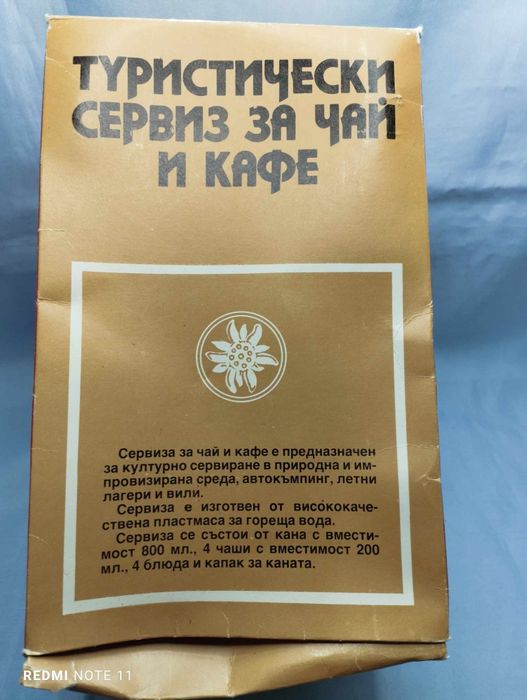 ТУРИСТИЧЕСКИ
СЕРВИЗ ЗА ЧАЙ
И КАФЕ
Сервиза за чай и кафе е предназначен
за културно сервиране в природна и им-
провизирана среда, автокъмпинг, летни
лагери и вили.
Сервиза е изготвен от висококаче-
ствена пластмаса за гореща вода.
Сервиза се състои от кана с вмести-
мост 800 мл., 4 чаши с вместимост 200
мл., 4 блюда и капак за каната.
REDMI NOTE 11